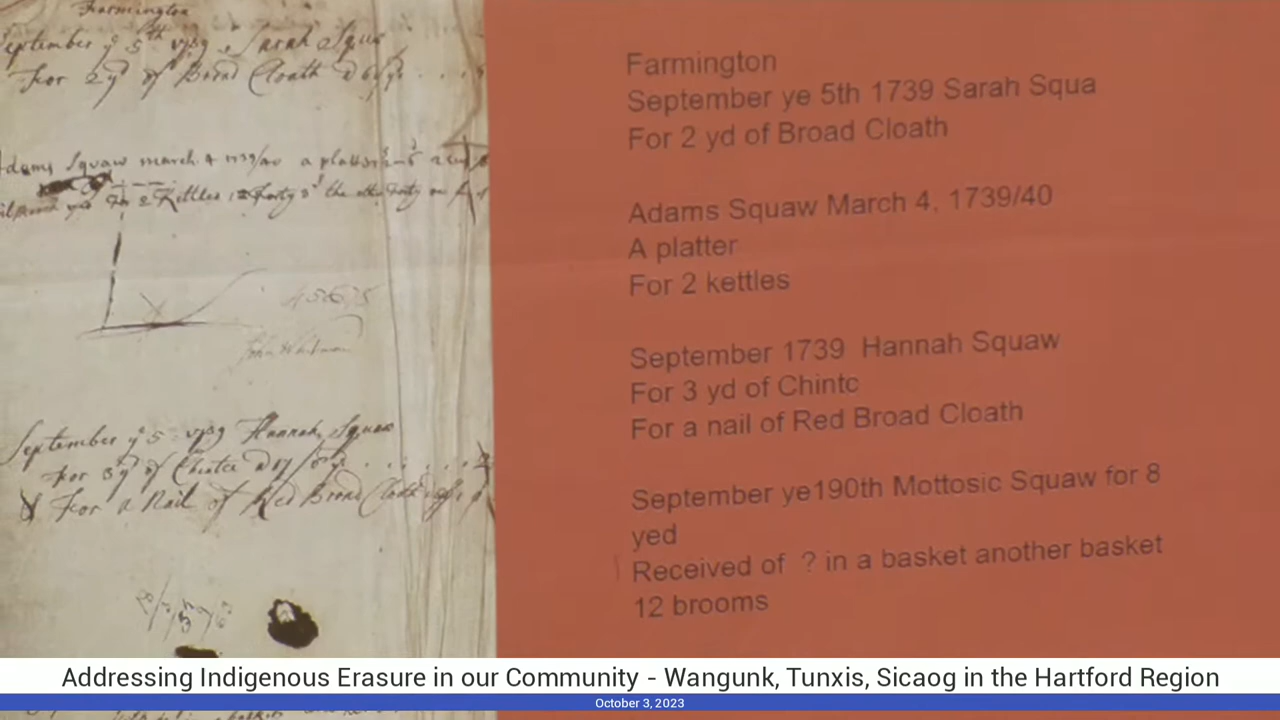 Farmington
September ye 5th 1739 Sarah Squa
For 2 yd of Broad Cloath
Adams Squaw march 4 1739/40 a platter
2 Kettles
John
September ye 5 1739 Hannah Squaw
For 3 yd of Chintce
For a Nail of Red Broad Cloath
Farmington
September ye 5th 1739 Sarah Squa
For 2 yd of Broad Cloath
Adams Squaw March 4, 1739/40
A platter
For 2 kettles
September 1739 Hannah Squaw
For 3 yd of Chintc
For a nail of Red Broad Cloath
September ye190th Mottosic Squaw for 8
yed
Received of ? in a basket another basket
12 brooms
Addressing Indigenous Erasure in our Community - Wangunk, Tunxis, Sicaog in the Hartford Region
October 3, 2023